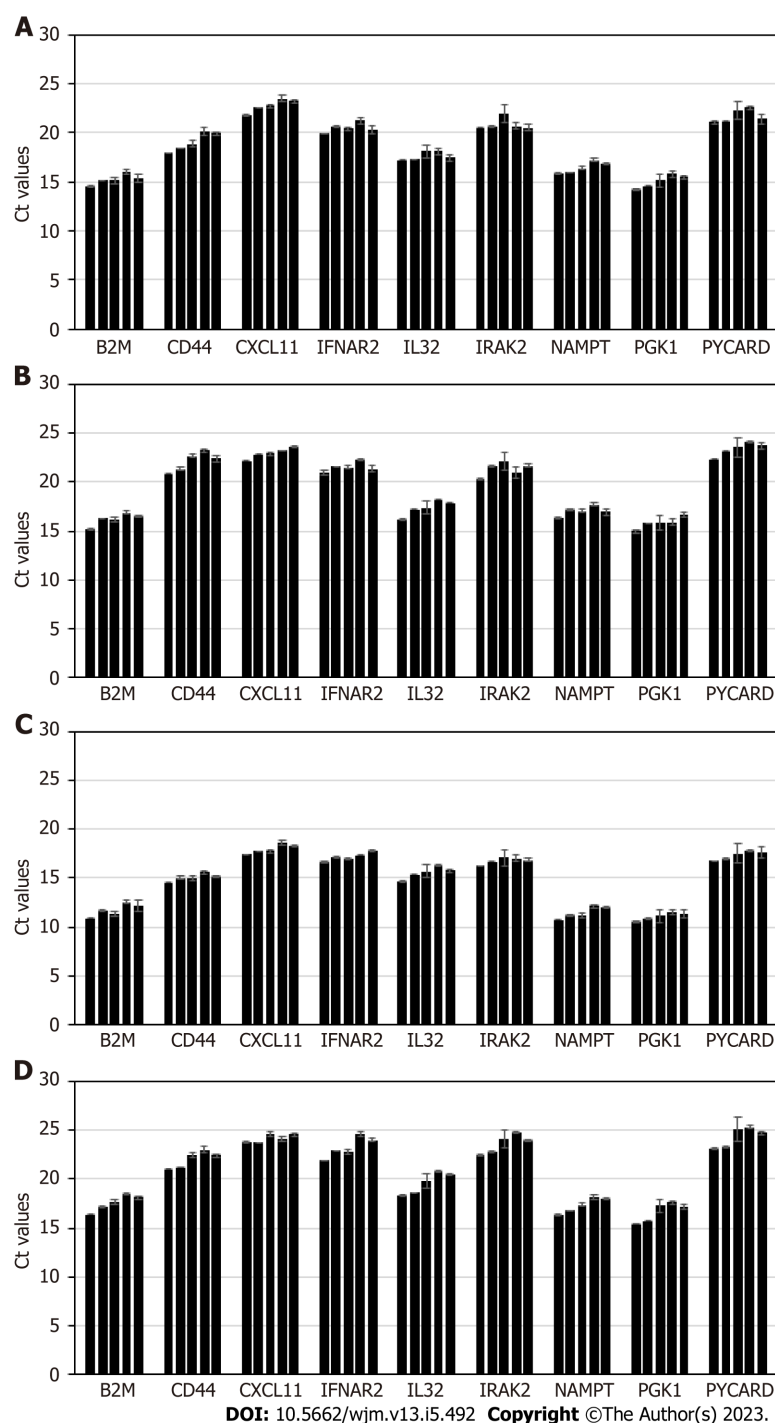 A
30
25
20
15
10
5
0
Ct values
B2M CD44 CXCL11 IFNAR2 IL32 IRAK2 NAMPT PGK1 PYCARD
B
30
25
20
15
10
5
0
Ct values
B2M CD44 CXCL11 IFNAR2 IL32 IRAK2 NAMPT PGK1 PYCARD
C
30
25
20
15
10
5
0
Ct values
B2M CD44 CXCL11 IFNAR2 IL32 IRAK2 NAMPT PGK1 PYCARD
D
30
25
20
15
10
5
0
Ct values
B2M CD44 CXCL11 IFNAR2 IL32 IRAK2 NAMPT PGK1 PYCARD
DOI: 10.5662/wjm.v13.i5.492 Copyright ©The Author(s) 2023.